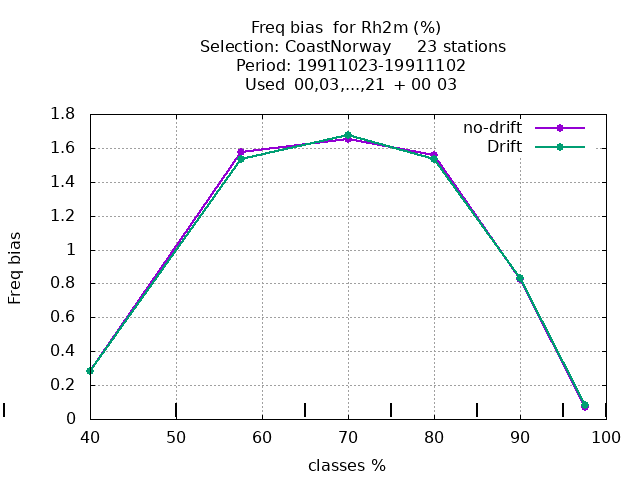 Freq bias  for Rh2m (%)
Selection: CoastNorway     23 stations
Period: 19911023-19911102
Used  00,03,...,21  + 00 03
no-drift
Drift
1.8
1.6
1.4
1.2
1
0.8
0.6
0.4
0.2
0
Freq bias
40 50 60 70 80 90 100
classes %